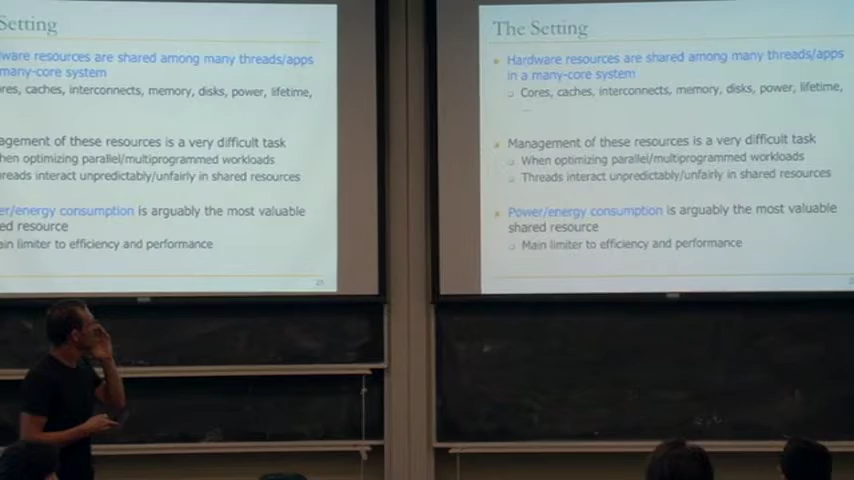 Setting
ware resources are shared among many threads/apps
many-core system
res, caches, interconnects, memory, disks, power, lifetime,
agement of these resources is a very difficult task
hen optimizing parallel/multiprogrammed workloads
reads interact unpredictably/unfairly in shared resources
er/energy consumption is arguably the most valuable
ed resource
ain limiter to efficiency and performance
The Setting
Hardware resources are shared among many threads/apps
in a many-core system
Cores, caches, interconnects, memory, disks, power, lifetime,
...
Management of these resources is a very difficult task
When optimizing parallel/multiprogrammed workloads
Threads interact unpredictably/unfairly in shared resources
Power/energy consumption is arguably the most valuable
shared resource
Main limiter to efficiency and performance